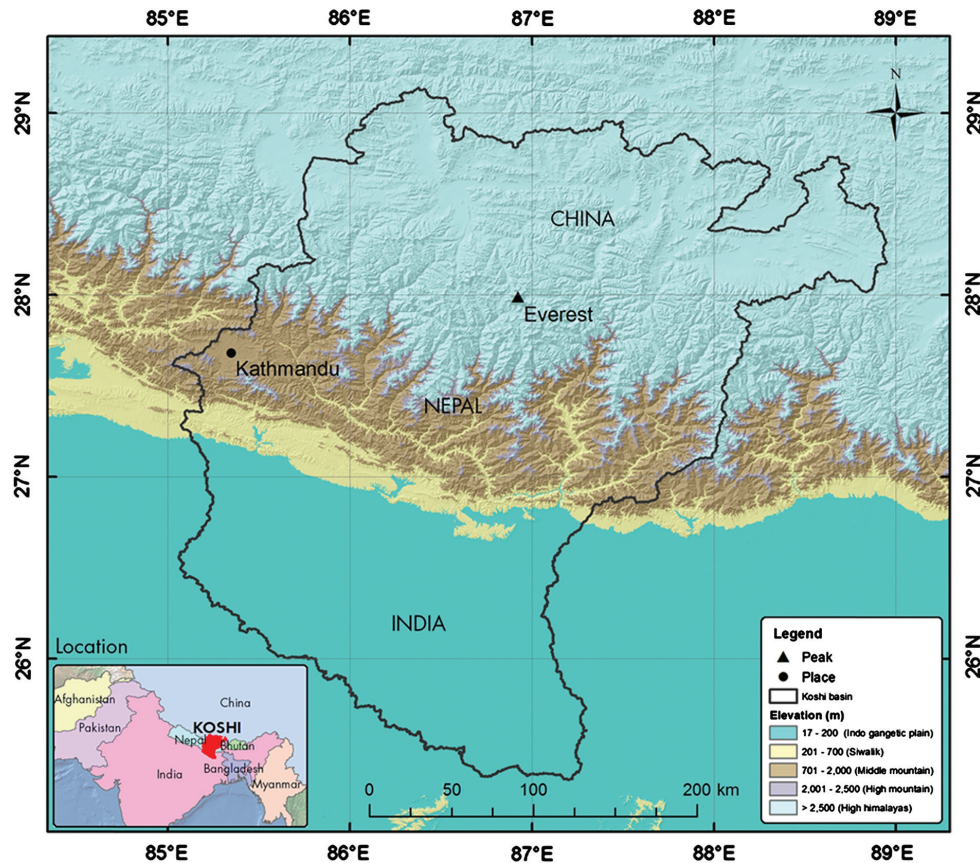 85°E 86°E 87°E 88°E 89°E
N
29°N 29°N
CHINA
28°N 28°N
Everest
Kathmandu
NEPAL
27°N 27°N
INDIA
26°N 26°N
Location
Afghanistan
China
Pakistan
KOSHI
Nepal
Bhutan
India
Bangladesh
Myanmar
Legend
Peak
Place
Koshi basin
Elevation (m)
17 - 200 (Indo gangetic plain)
201 - 700 (Siwalik)
701 - 2,000 (Middle mountain)
2,001 - 2,500 (High mountain)
> 2,500 (High himalayas)
0 50 100 200 km
85°E 86°E 87°E 88°E 89°E